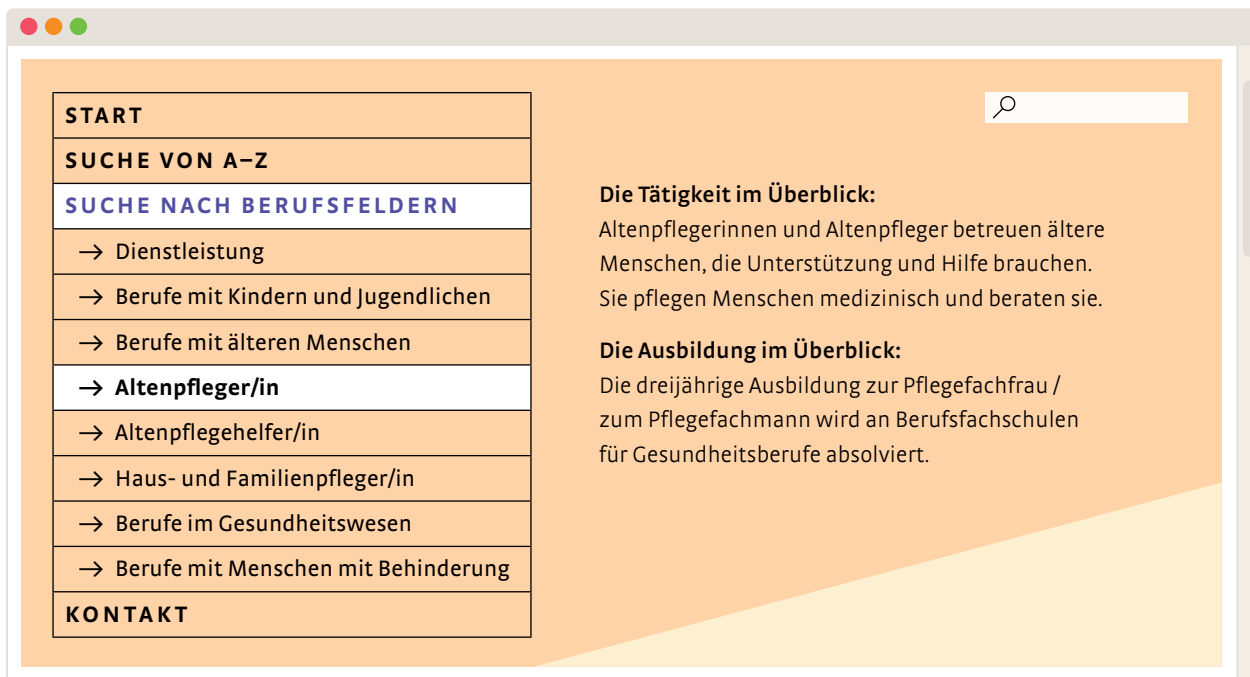 START
SUCHE VON A–Z
SUCHE NACH BERUFSFELDERN
→ Dienstleistung
→ Berufe mit Kindern und Jugendlichen
→ Berufe mit älteren Menschen
→ Altenpfleger/in
→ Altenpflegehelfer/in
→ Haus- und Familienpfleger/in
→ Berufe im Gesundheitswesen
→ Berufe mit Menschen mit Behinderung
KONTAKT
Die Tätigkeit im Überblick:
Altenpflegerinnen und Altenpfleger betreuen ältere
Menschen, die Unterstützung und Hilfe brauchen.
Sie pflegen Menschen medizinisch und beraten sie.
Die Ausbildung im Überblick:
Die dreijährige Ausbildung zur Pflegefachfrau /
zum Pflegefachmann wird an Berufsfachschulen
für Gesundheitsberufe absolviert.